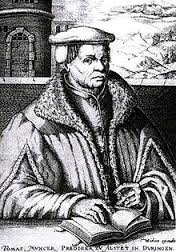 TOMAS MVNCER PREDIGER ZV ALSTET IN DVRINGEN.